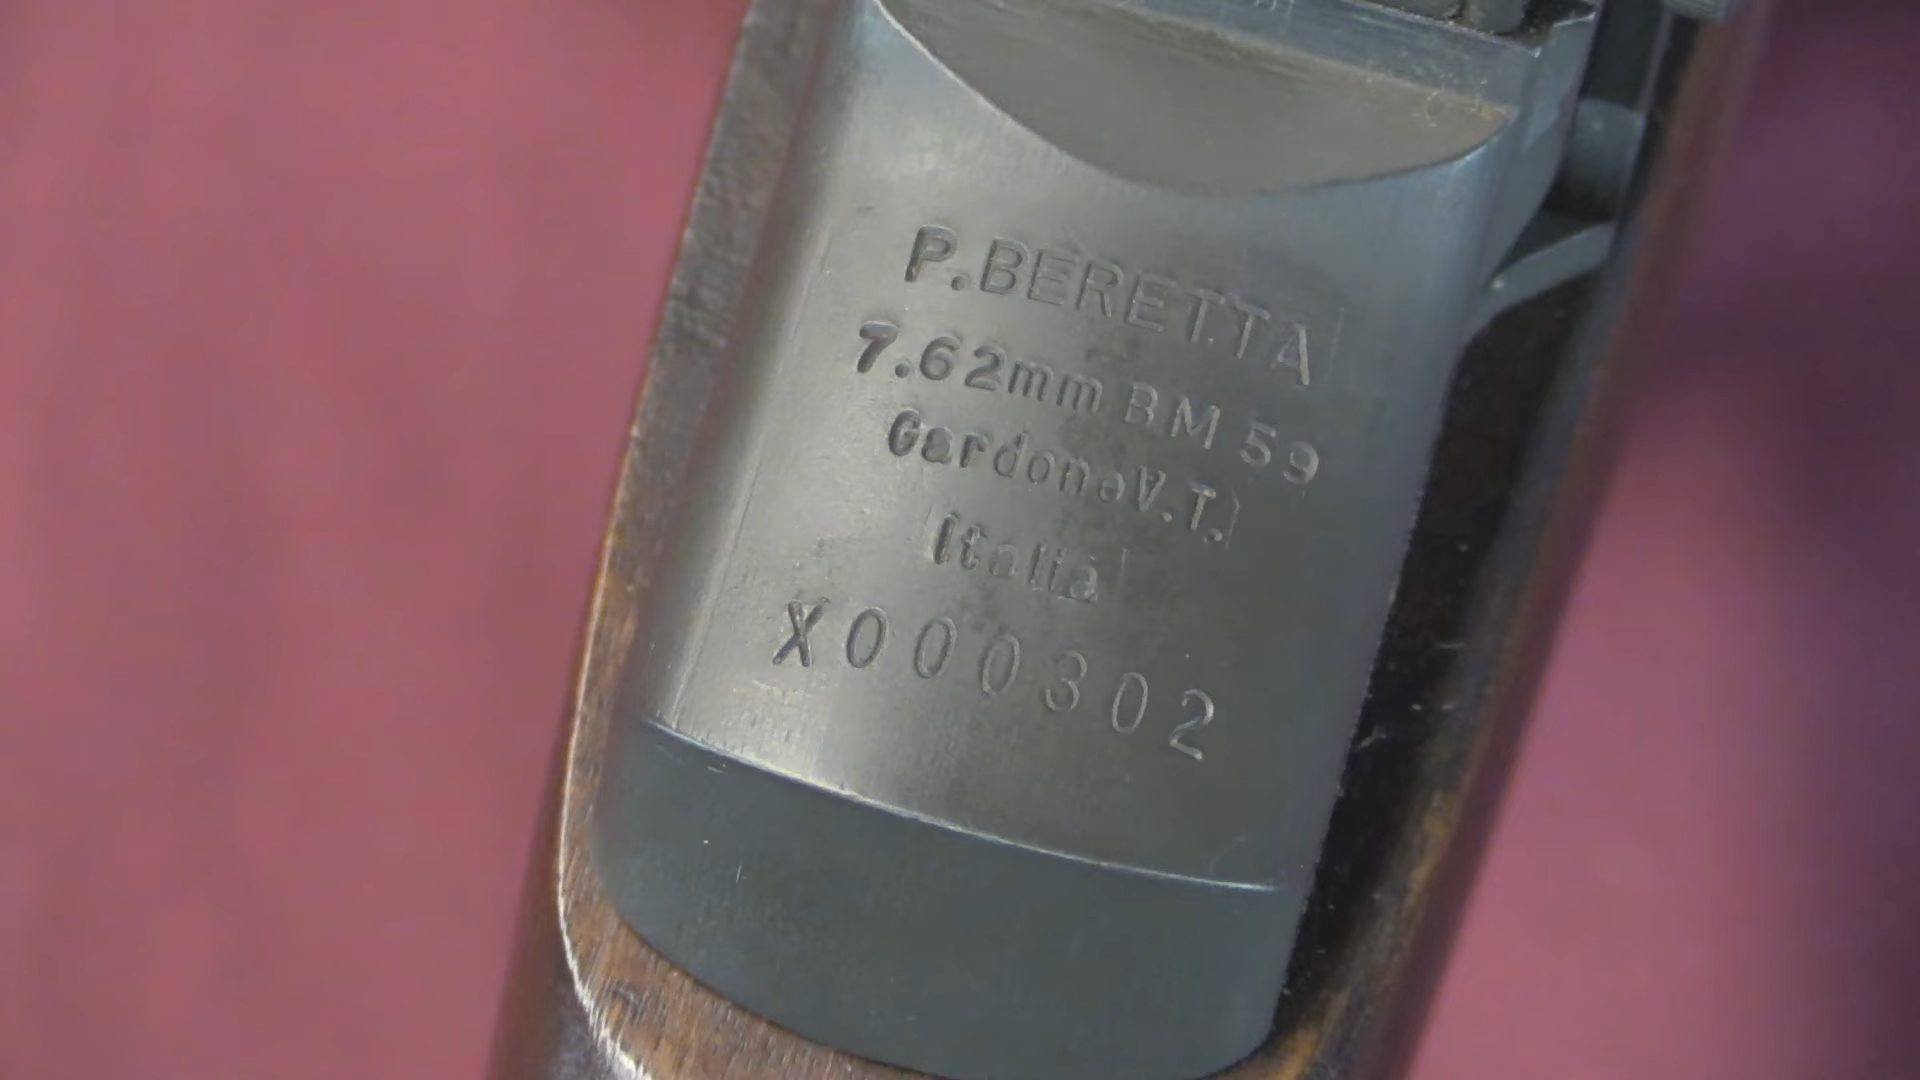 P.BERETTA
7.62mm BM 59
Gardone V.T.
Italia
X000302